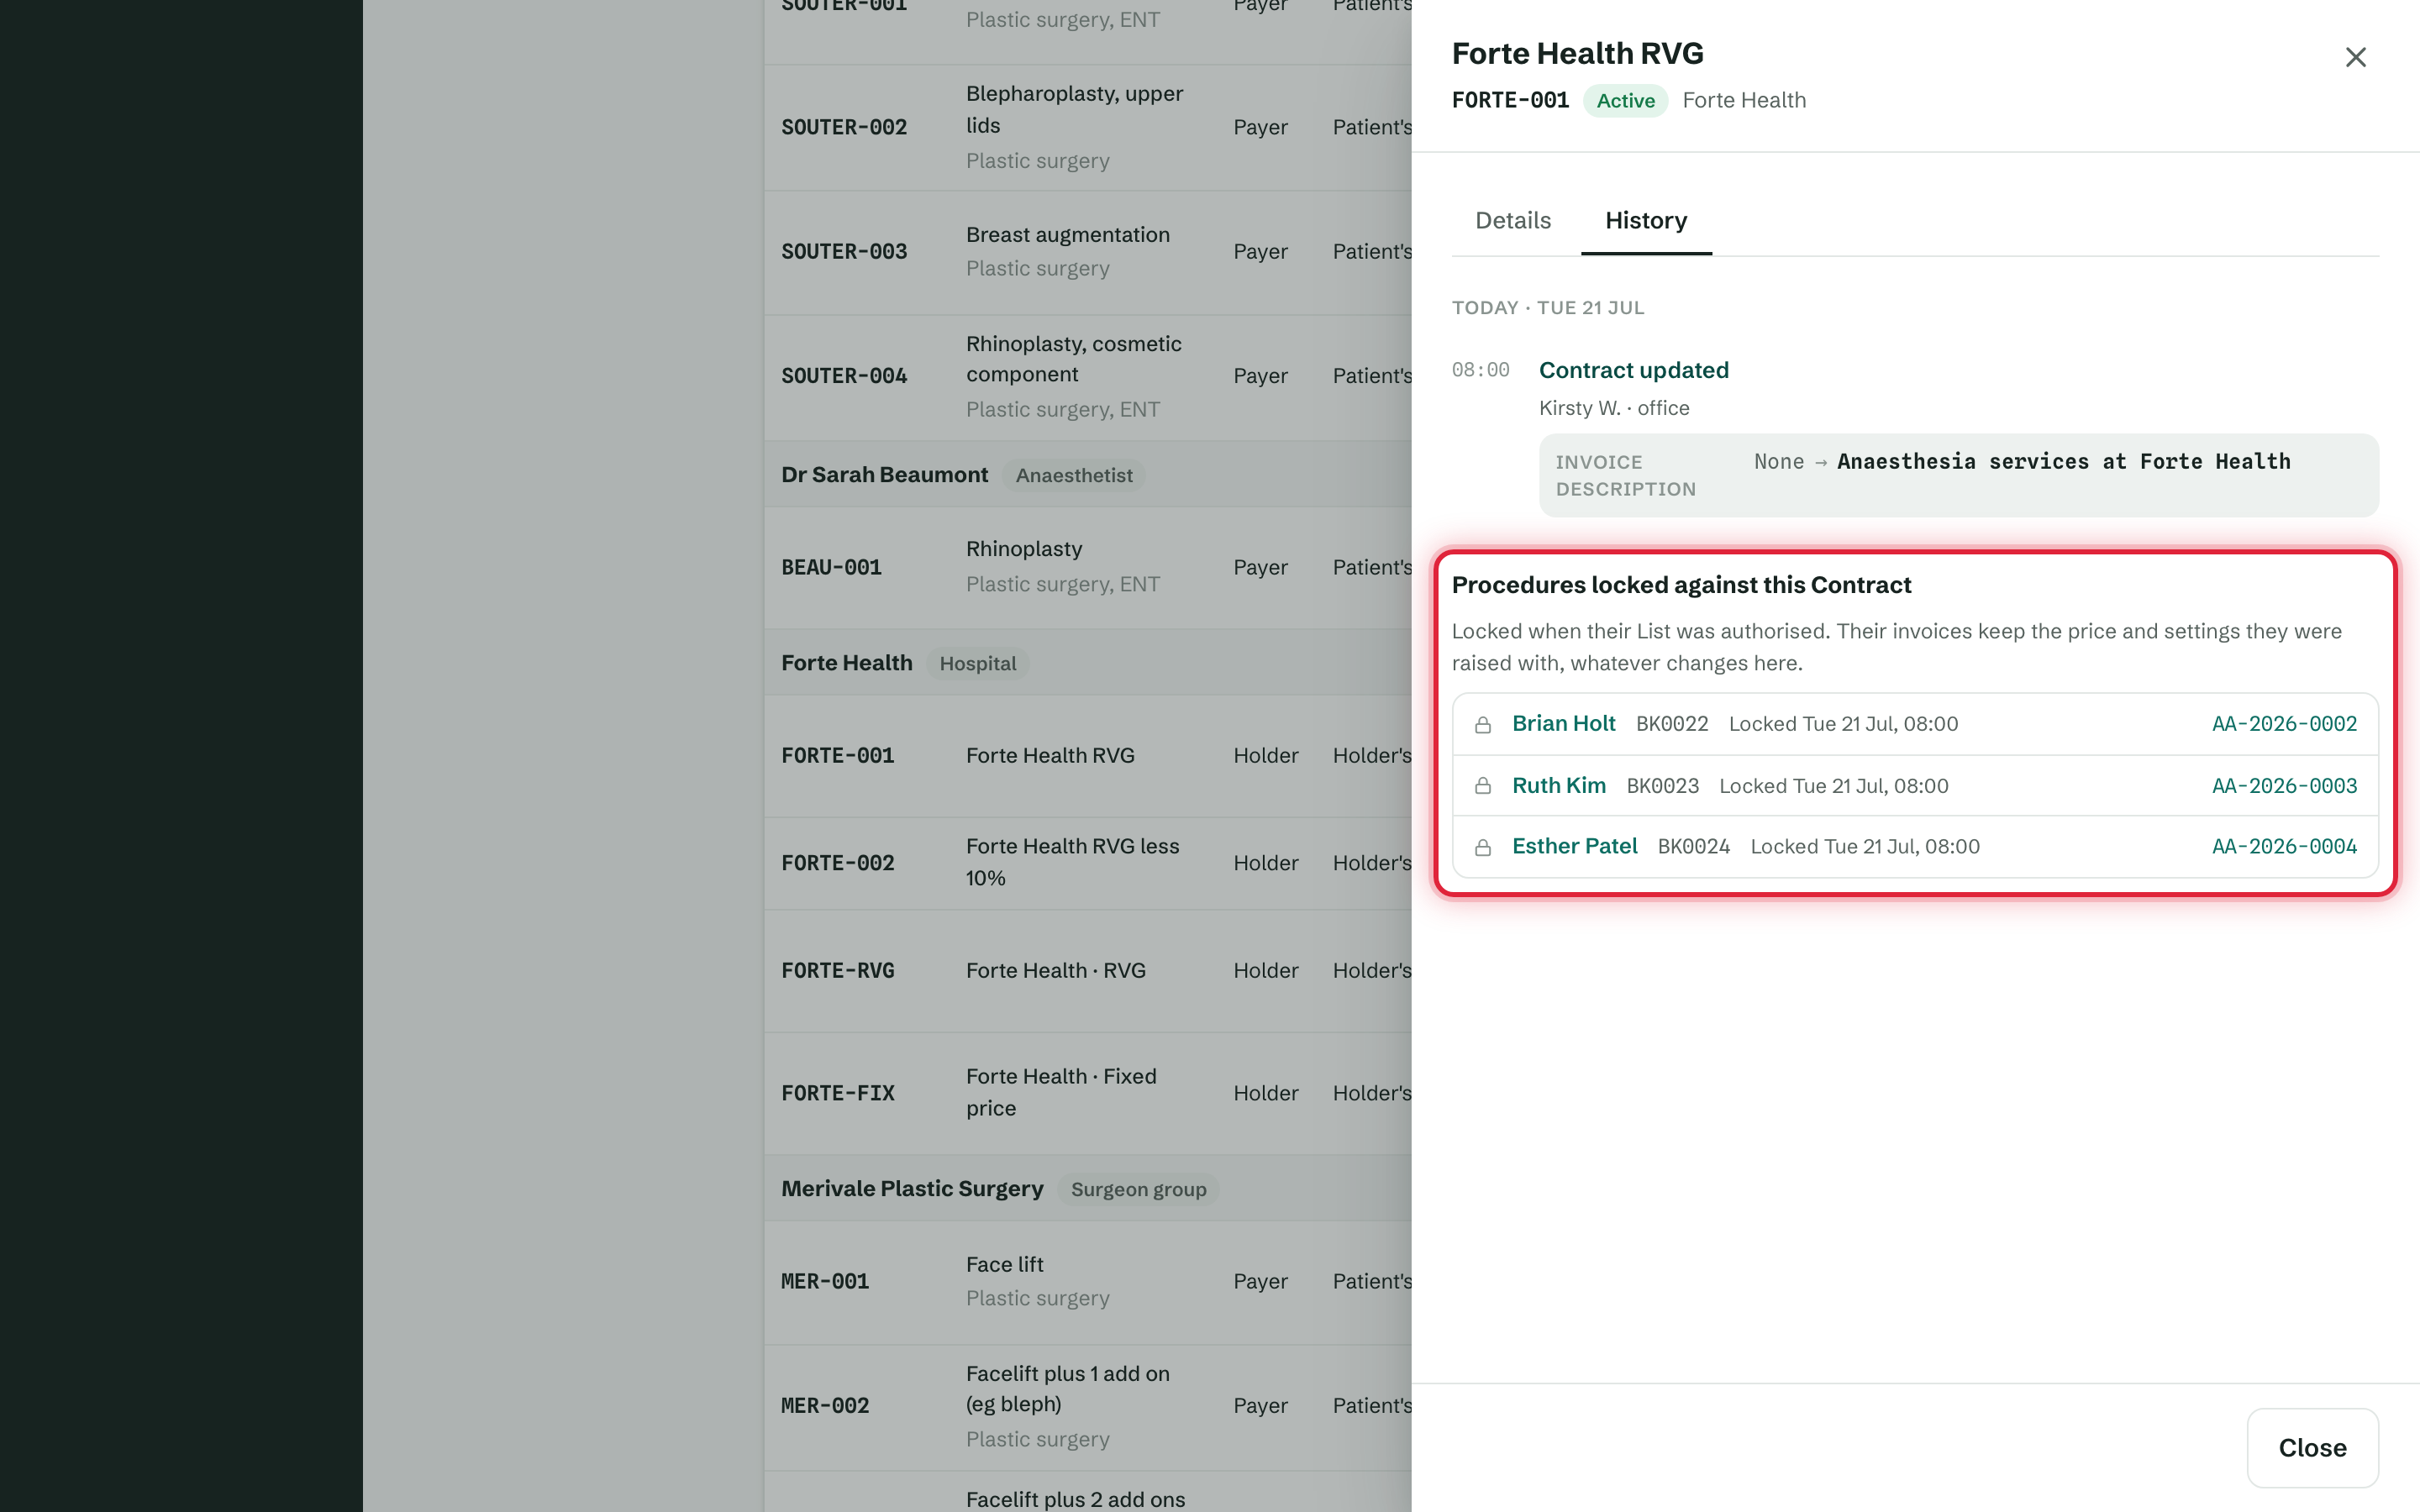 SOUTER-001
Plastic surgery, ENT
Payer
Patient's
SOUTER-002
Blepharoplasty, upper
lids
Plastic surgery
Payer
Patient's
SOUTER-003
Breast augmentation
Plastic surgery
Payer
Patient's
SOUTER-004
Rhinoplasty, cosmetic
component
Plastic surgery, ENT
Payer
Patient's
Dr Sarah Beaumont Anaesthetist
BEAU-001
Rhinoplasty
Plastic surgery, ENT
Payer
Patient's
Forte Health Hospital
FORTE-001
Forte Health RVG
Holder
Holder's
FORTE-002
Forte Health RVG less
10%
Holder
Holder's
FORTE-RVG
Forte Health · RVG
Holder
Holder's
FORTE-FIX
Forte Health · Fixed
price
Holder
Holder's
Merivale Plastic Surgery Surgeon group
MER-001
Face lift
Plastic surgery
Payer
Patient's
MER-002
Facelift plus 1 add on
(eg bleph)
Plastic surgery
Payer
Patient's
Facelift plus 2 add ons
Forte Health RVG
FORTE-001 Active Forte Health
Details History
TODAY · TUE 21 JUL
08:00 Contract updated
Kirsty W. · office
INVOICE
DESCRIPTION
None → Anaesthesia services at Forte Health
Procedures locked against this Contract
Locked when their List was authorised. Their invoices keep the price and settings they were
raised with, whatever changes here.
Brian Holt BK0022 Locked Tue 21 Jul, 08:00 AA-2026-0002
Ruth Kim BK0023 Locked Tue 21 Jul, 08:00 AA-2026-0003
Esther Patel BK0024 Locked Tue 21 Jul, 08:00 AA-2026-0004
Close